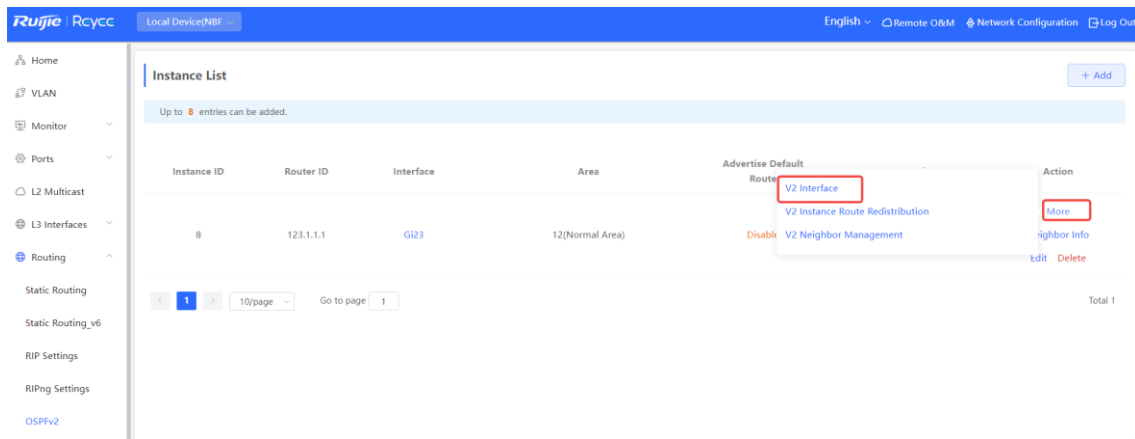 Ruijie Rcycc Local Device(NBF English Remote O&M Network Configuration Log Out
Home
VLAN
Monitor
Ports
L2 Multicast
L3 Interfaces
Routing
Static Routing
Static Routing_v6
RIP Settings
RIPng Settings
OSPFv2
Instance List
+ Add
Up to 8 entries can be added.
Instance ID Router ID Interface Area Advertise Default Route Action
8 123.1.1.1 Gi23 12(Normal Area) Disable
V2 Interface
V2 Instance Route Redistribution
V2 Neighbor Management
More
eighbor Info
Edit Delete
< 1 > 10/page Go to page 1 Total 1